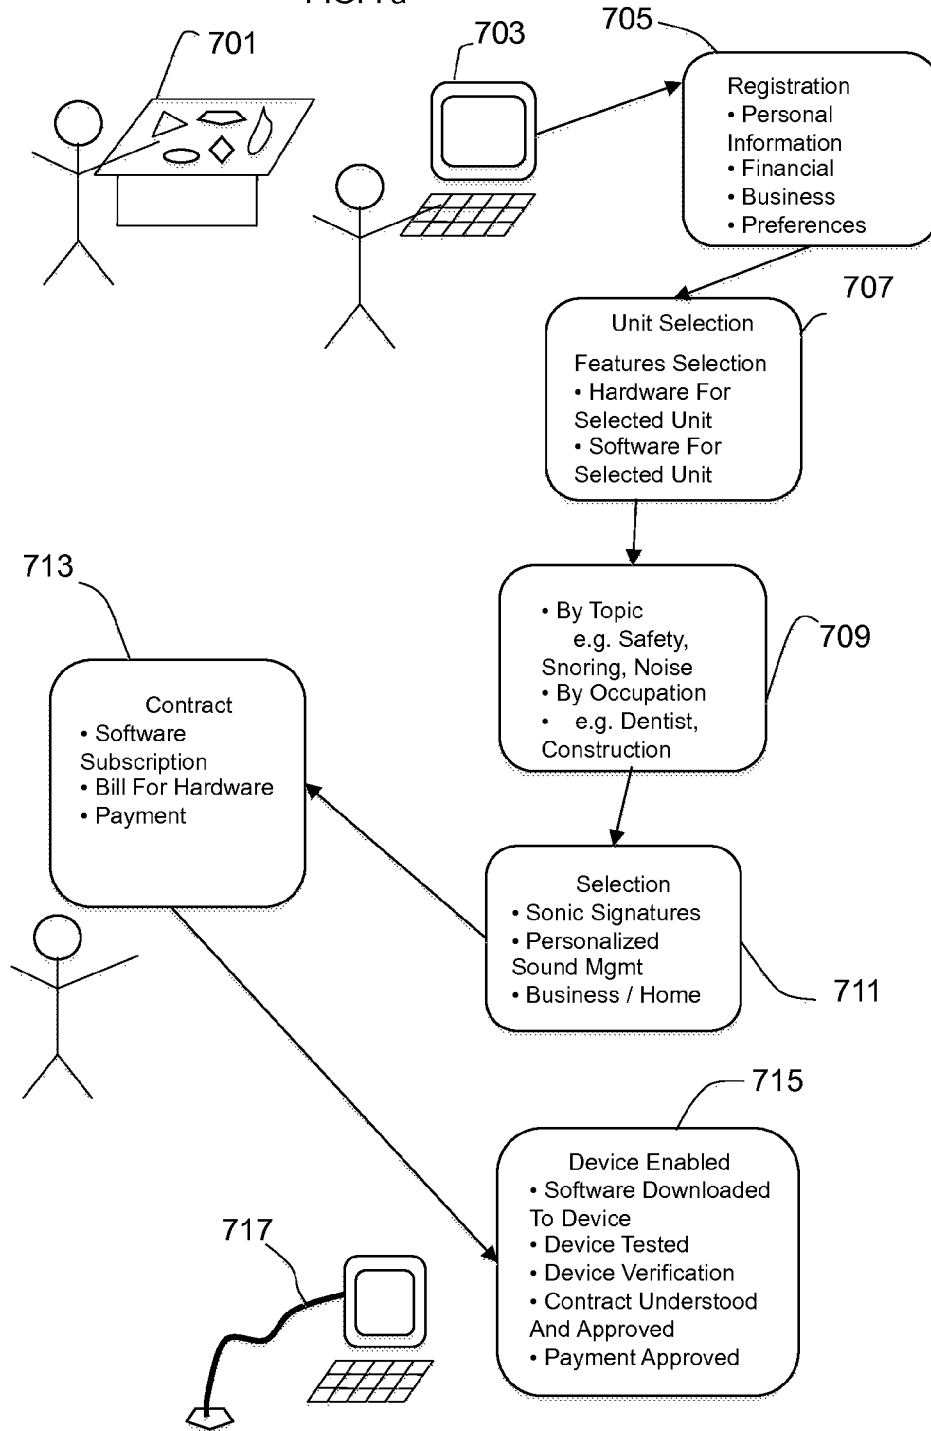 701
703
705
Registration
• Personal
Information
• Financial
• Business
• Preferences
707
Unit Selection
Features Selection
• Hardware For
Selected Unit
• Software For
Selected Unit
709
• By Topic
e.g. Safety,
Snoring, Noise
• By Occupation
• e.g. Dentist,
Construction
711
Selection
• Sonic Signatures
• Personalized
Sound Mgmt
• Business / Home
713
Contract
• Software
Subscription
• Bill For Hardware
• Payment
715
Device Enabled
• Software Downloaded
To Device
• Device Tested
• Device Verification
• Contract Understood
And Approved
• Payment Approved
717